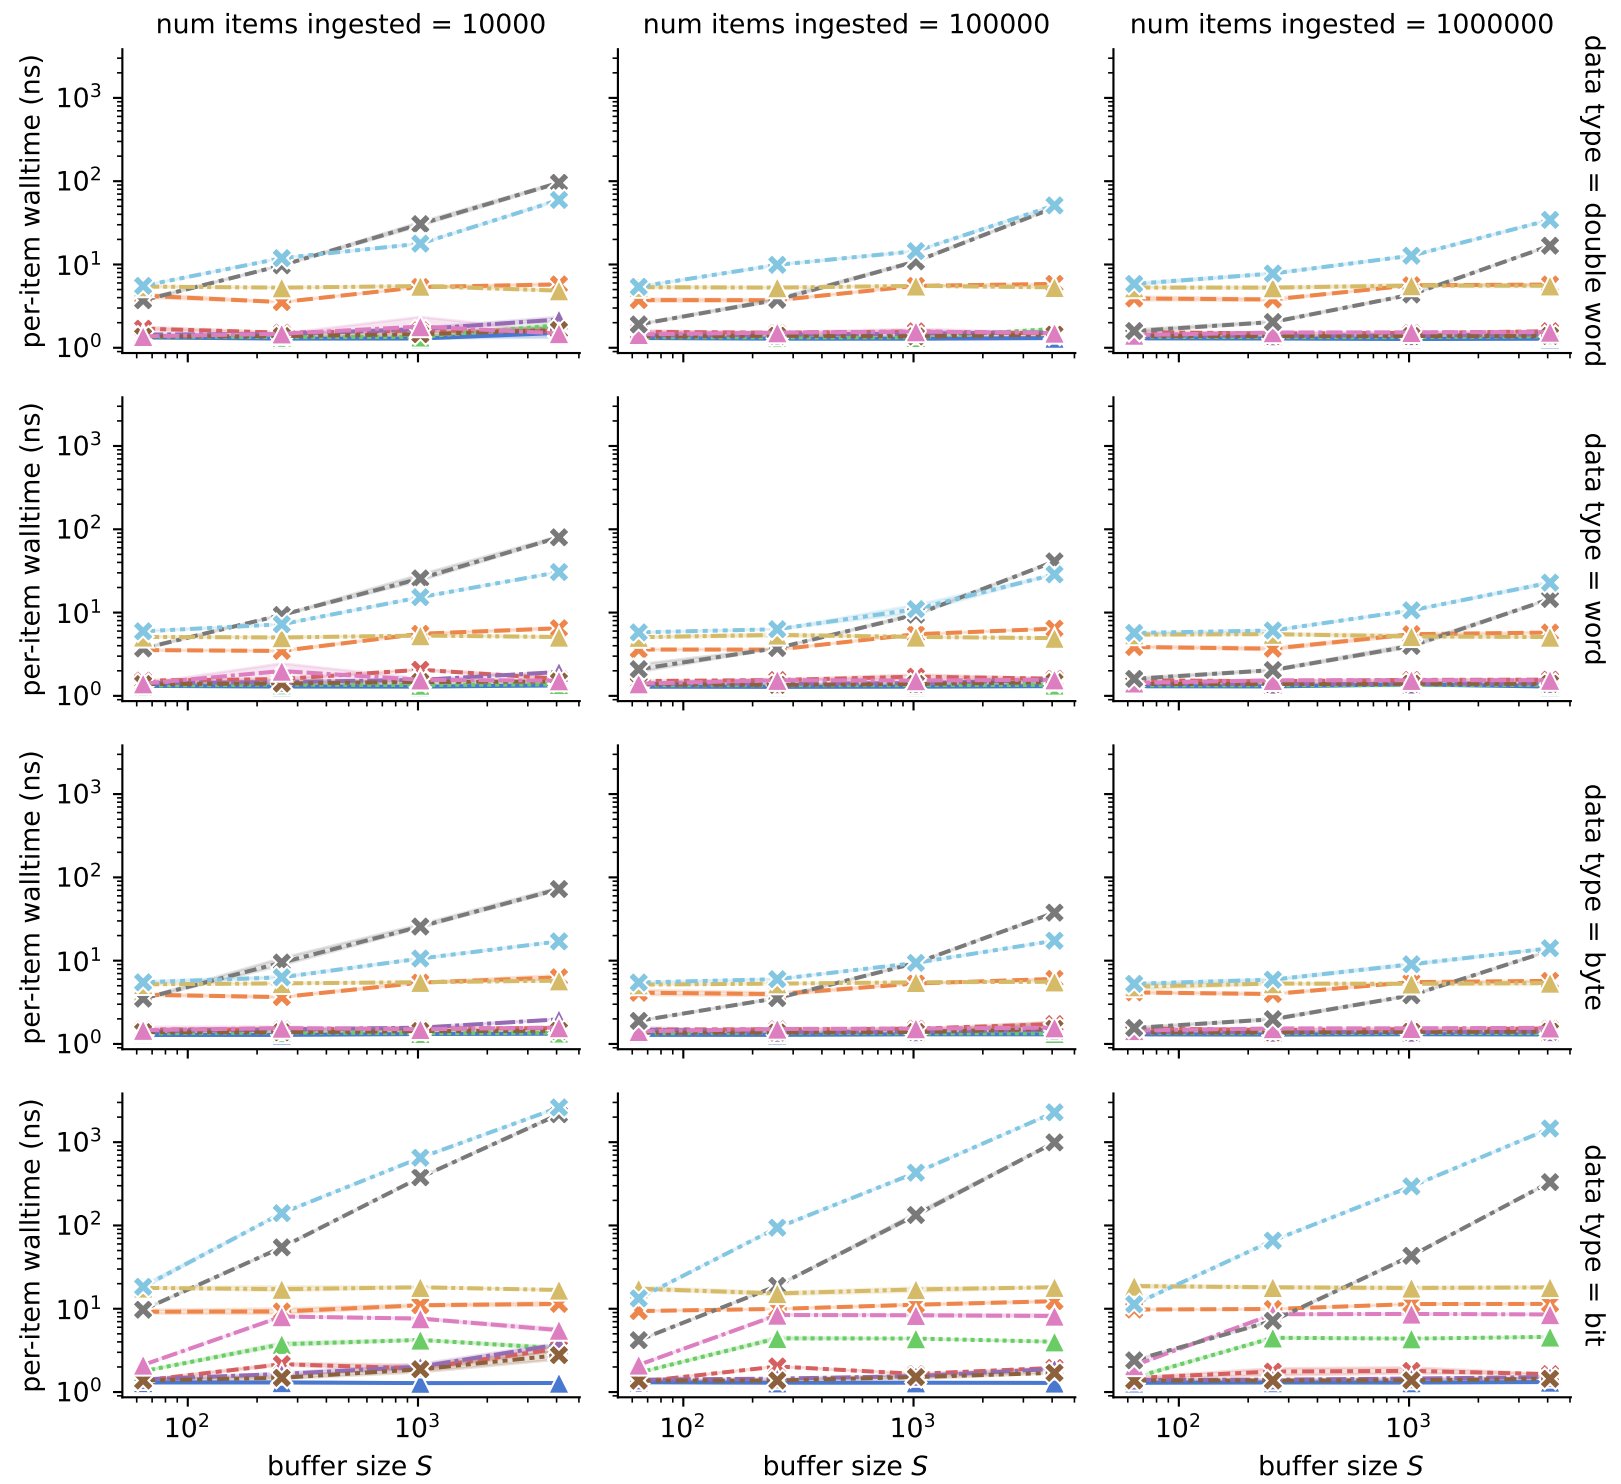 num items ingested = 10000
num items ingested = 100000
num items ingested = 1000000
per-item walltime (ns)
10³
10²
10¹
10⁰
data type = double word
per-item walltime (ns)
10³
10²
10¹
10⁰
data type = word
per-item walltime (ns)
10³
10²
10¹
10⁰
data type = byte
per-item walltime (ns)
10³
10²
10¹
10⁰
data type = bit
10² 10³
10² 10³
10² 10³
buffer size S
buffer size S
buffer size S